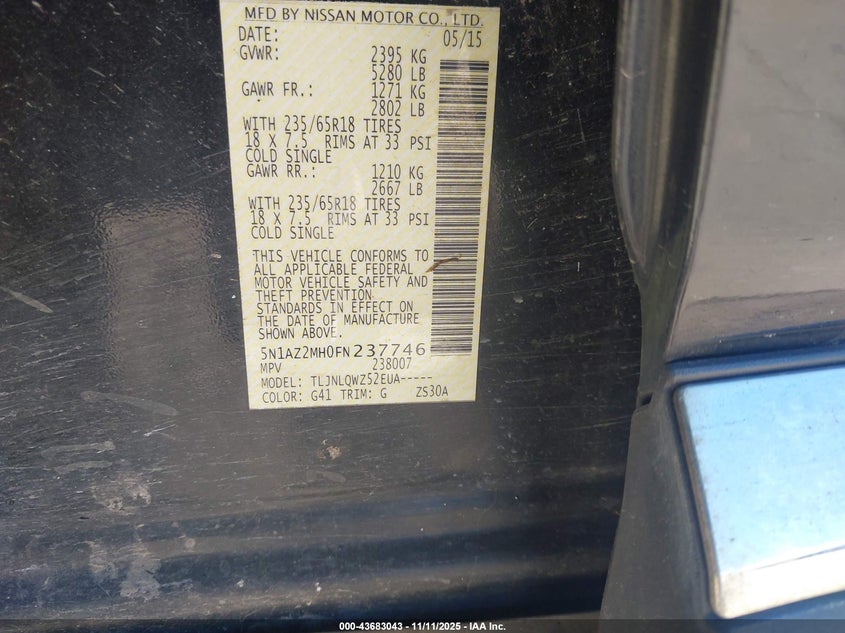 MFD BY NISSAN MOTOR CO., LTD.
DATE: 05/15
GVWR: 2395 KG
5280 LB
GAWR FR.: 1271 KG
2802 LB
WITH 235/65R18 TIRES
18 X 7.5 RIMS AT 33 PSI
COLD SINGLE
GAWR RR.: 1210 KG
2667 LB
WITH 235/65R18 TIRES
18 X 7.5 RIMS AT 33 PSI
COLD SINGLE
THIS VEHICLE CONFORMS TO
ALL APPLICABLE FEDERAL
MOTOR VEHICLE SAFETY AND
THEFT PREVENTION
STANDARDS IN EFFECT ON
THE DATE OF MANUFACTURE
SHOWN ABOVE.
5N1AZ2MH0FN237746
MPV 238007
MODEL: TLJNLQWZ52EUA-----
COLOR: G41 TRIM: G ZS30A
000-43683043 - 11/11/2025 - IAA Inc.